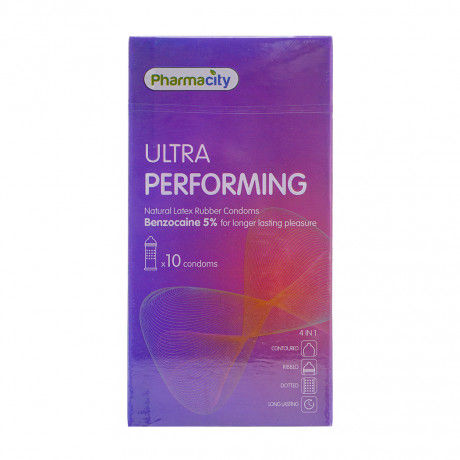 Pharmacity
ULTRA
PERFORMING
Natural Latex Rubber Condoms
Benzocaine 5% for longer lasting pleasure
x10 condoms
4 IN 1
CONTOURED
RIBBED
DOTTED
LONG LASTING